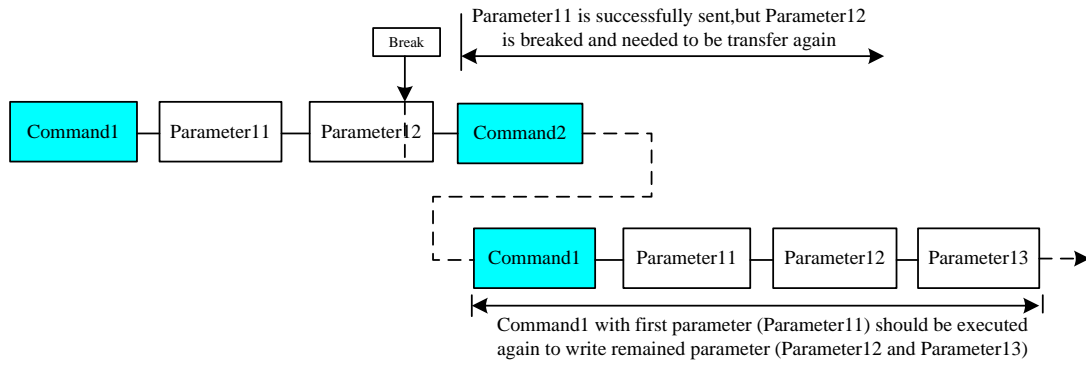 Parameter11 is successfully sent,but Parameter12
is breaked and needed to be transfer again
Break
Command1
Parameter11
Parameter12
Command2
Command1
Parameter11
Parameter12
Parameter13
Command1 with first parameter (Parameter11) should be executed
again to write remained parameter (Parameter12 and Parameter13)